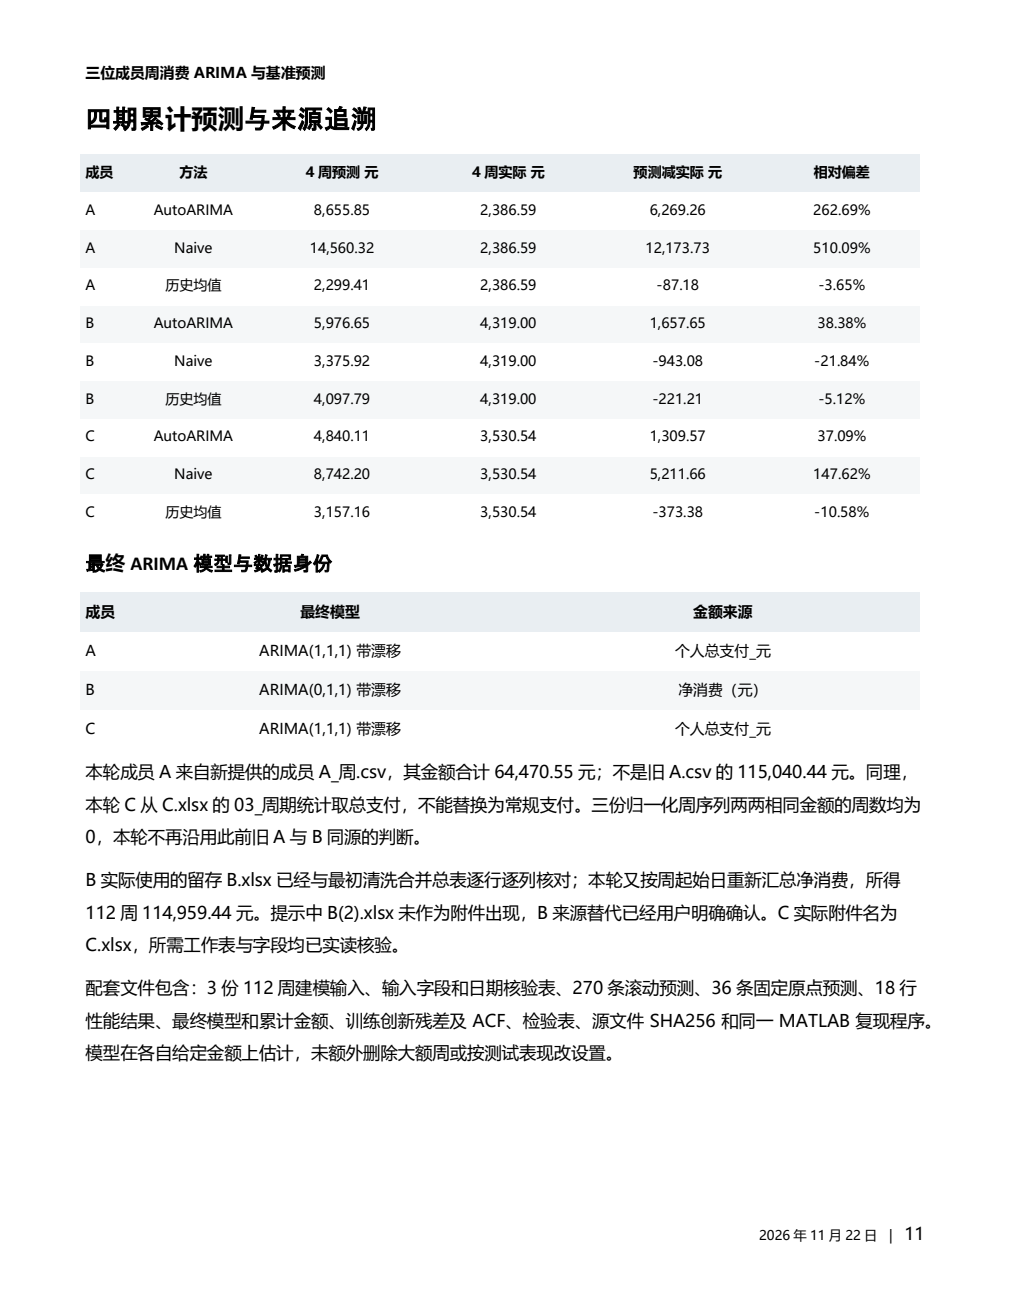 三位成员周消费 ARIMA 与基准预测
四期累计预测与来源追溯
成员 方法 4 周预测 元 4 周实际 元 预测减实际 元 相对偏差
A AutoARIMA 8,655.85 2,386.59 6,269.26 262.69%
A Naive 14,560.32 2,386.59 12,173.73 510.09%
A 历史均值 2,299.41 2,386.59 -87.18 -3.65%
B AutoARIMA 5,976.65 4,319.00 1,657.65 38.38%
B Naive 3,375.92 4,319.00 -943.08 -21.84%
B 历史均值 4,097.79 4,319.00 -221.21 -5.12%
C AutoARIMA 4,840.11 3,530.54 1,309.57 37.09%
C Naive 8,742.20 3,530.54 5,211.66 147.62%
C 历史均值 3,157.16 3,530.54 -373.38 -10.58%
最终 ARIMA 模型与数据身份
成员 最终模型 金额来源
A ARIMA(1,1,1) 带漂移 个人总支付_元
B ARIMA(0,1,1) 带漂移 净消费（元）
C ARIMA(1,1,1) 带漂移 个人总支付_元
本轮成员 A 来自新提供的成员 A_周.csv，其金额合计 64,470.55 元；不是旧 A.csv 的 115,040.44 元。同理，
本轮 C 从 C.xlsx 的 03_周期统计取总支付，不能替换为常规支付。三份归一化周序列两两相同金额的周数均为
0，本轮不再沿用此前旧 A 与 B 同源的判断。
B 实际使用的留存 B.xlsx 已经与最初清洗合并总表逐行逐列核对；本轮又按周起始日重新汇总净消费，所得
112 周 114,959.44 元。提示中 B(2).xlsx 未作为附件出现，B 来源替代已经用户明确确认。C 实际附件名为
C.xlsx，所需工作表与字段均已实读核验。
配套文件包含：3 份 112 周建模输入、输入字段和日期核验表、270 条滚动预测、36 条固定原点预测、18 行
性能结果、最终模型和累计金额、训练创新残差及 ACF、检验表、源文件 SHA256 和同一 MATLAB 复现程序。
模型在各自给定金额上估计，未额外删除大额周或按测试表现改设置。
2026 年 11 月 22 日 | 11